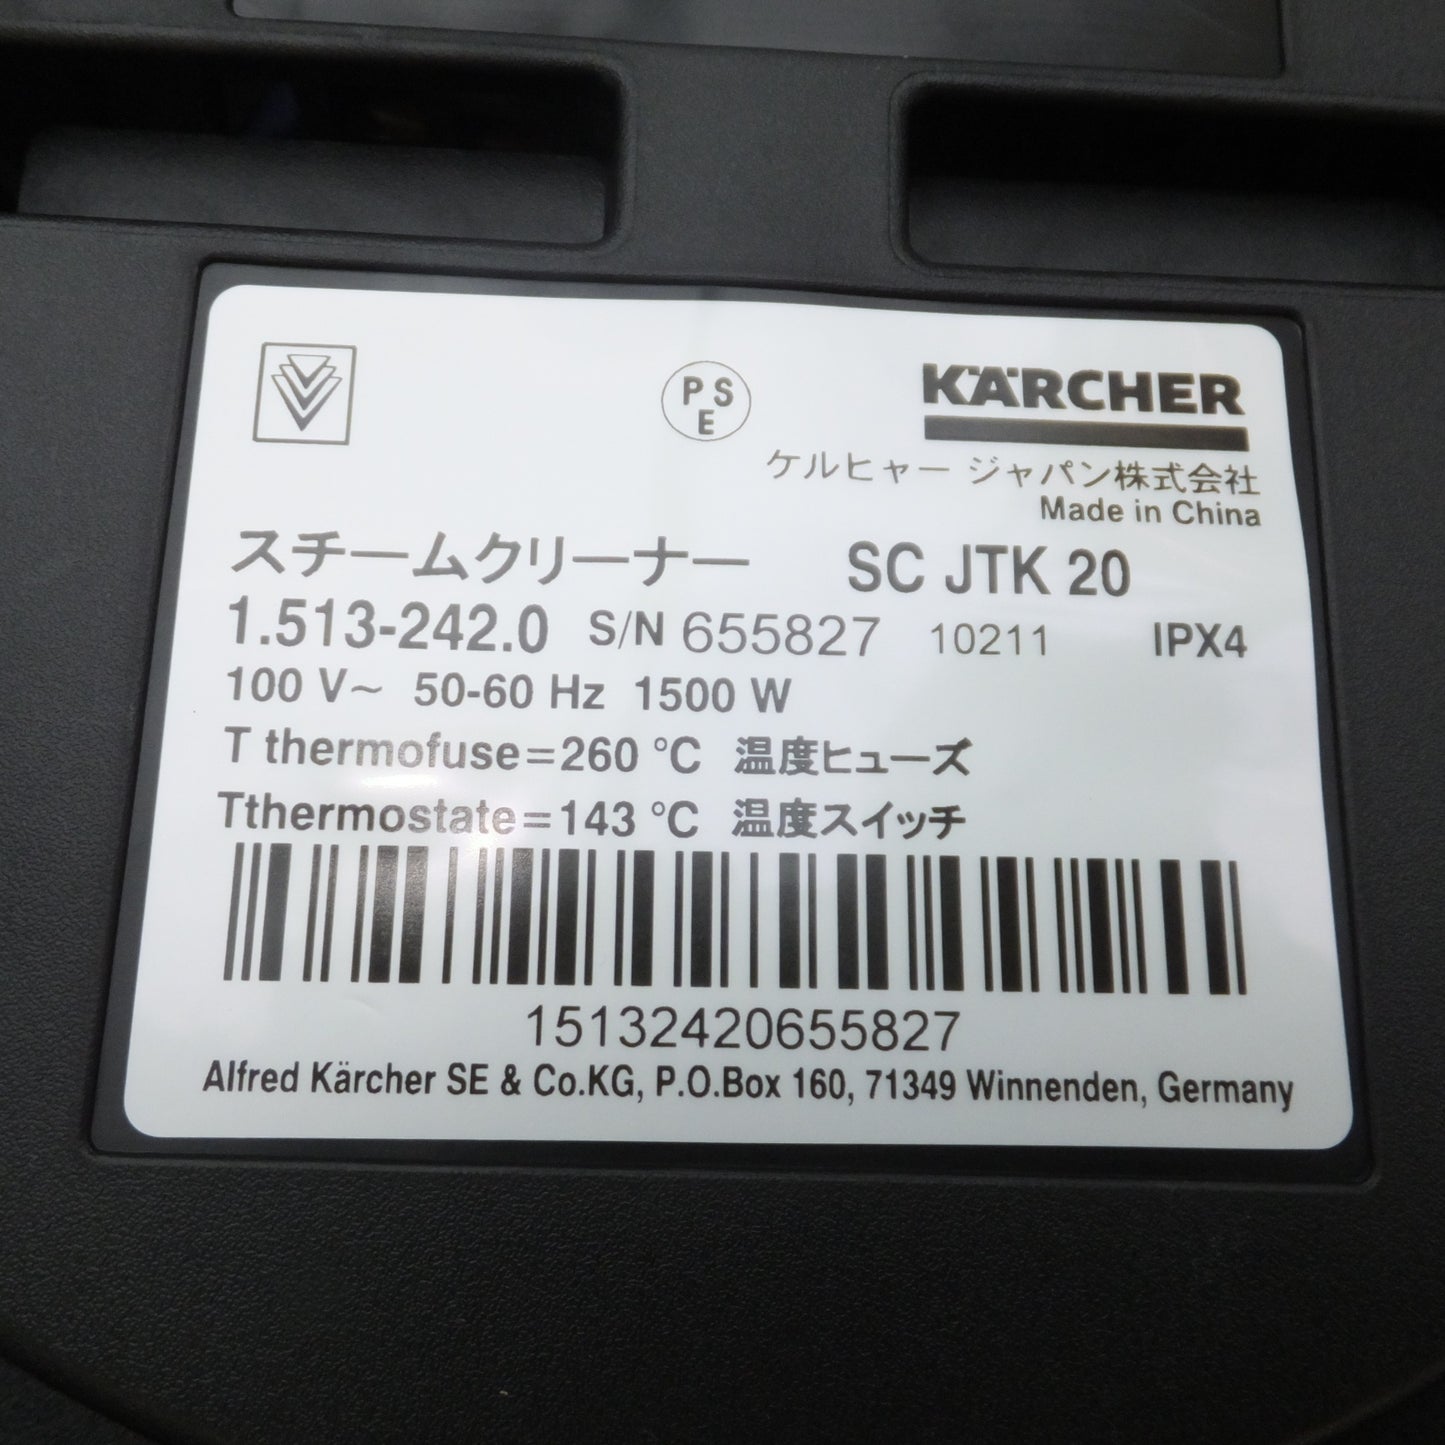 PSE
KÄRCHER
ケルヒャー ジャパン株式会社
Made in China
スチームクリーナー SC JTK 20
1.513-242.0 S/N 655827 10211 IPX4
100 V~ 50-60 Hz 1500 W
T thermofuse=260 °C 温度ヒューズ
Tthermostate=143 °C 温度スイッチ
15132420655827
Alfred Kärcher SE & Co.KG, P.O.Box 160, 71349 Winnenden, Germany